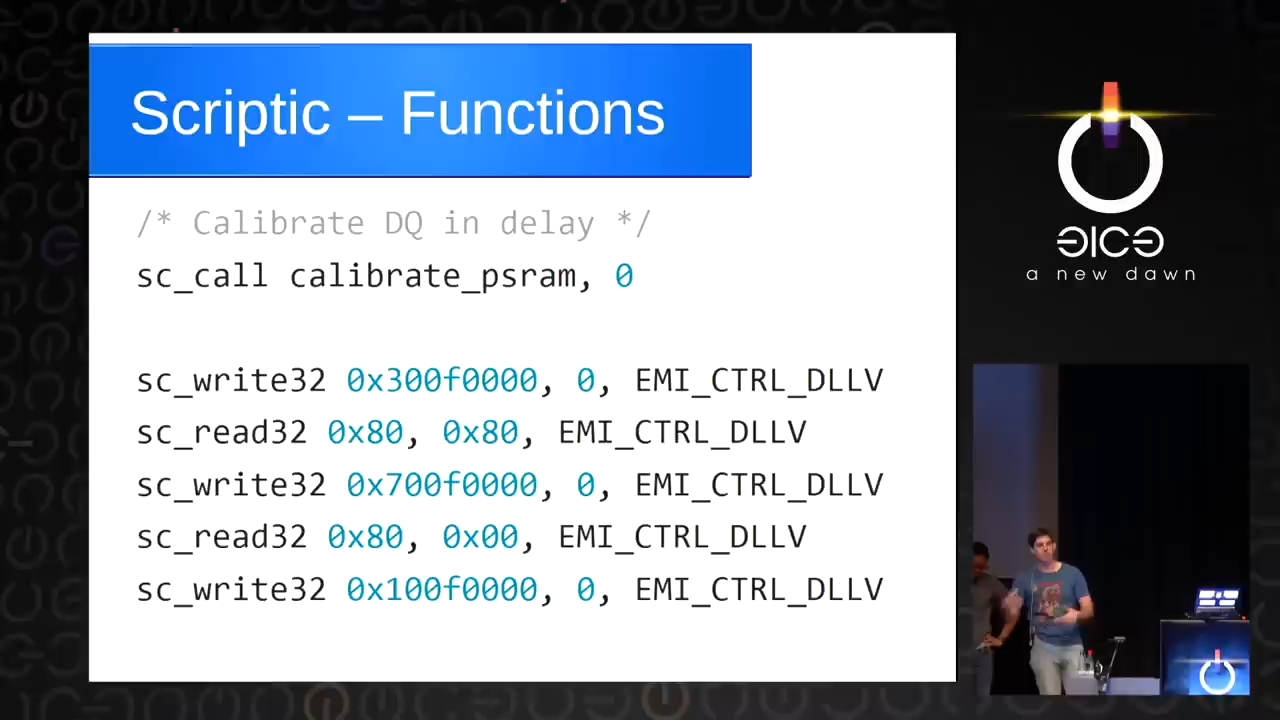 Scriptic – Functions
/* Calibrate DQ in delay */
sc_call calibrate_psram, 0
sc_write32 0x300f0000, 0, EMI_CTRL_DLLV
sc_read32 0x80, 0x80, EMI_CTRL_DLLV
sc_write32 0x700f0000, 0, EMI_CTRL_DLLV
sc_read32 0x80, 0x00, EMI_CTRL_DLLV
sc_write32 0x100f0000, 0, EMI_CTRL_DLLV
a new dawn